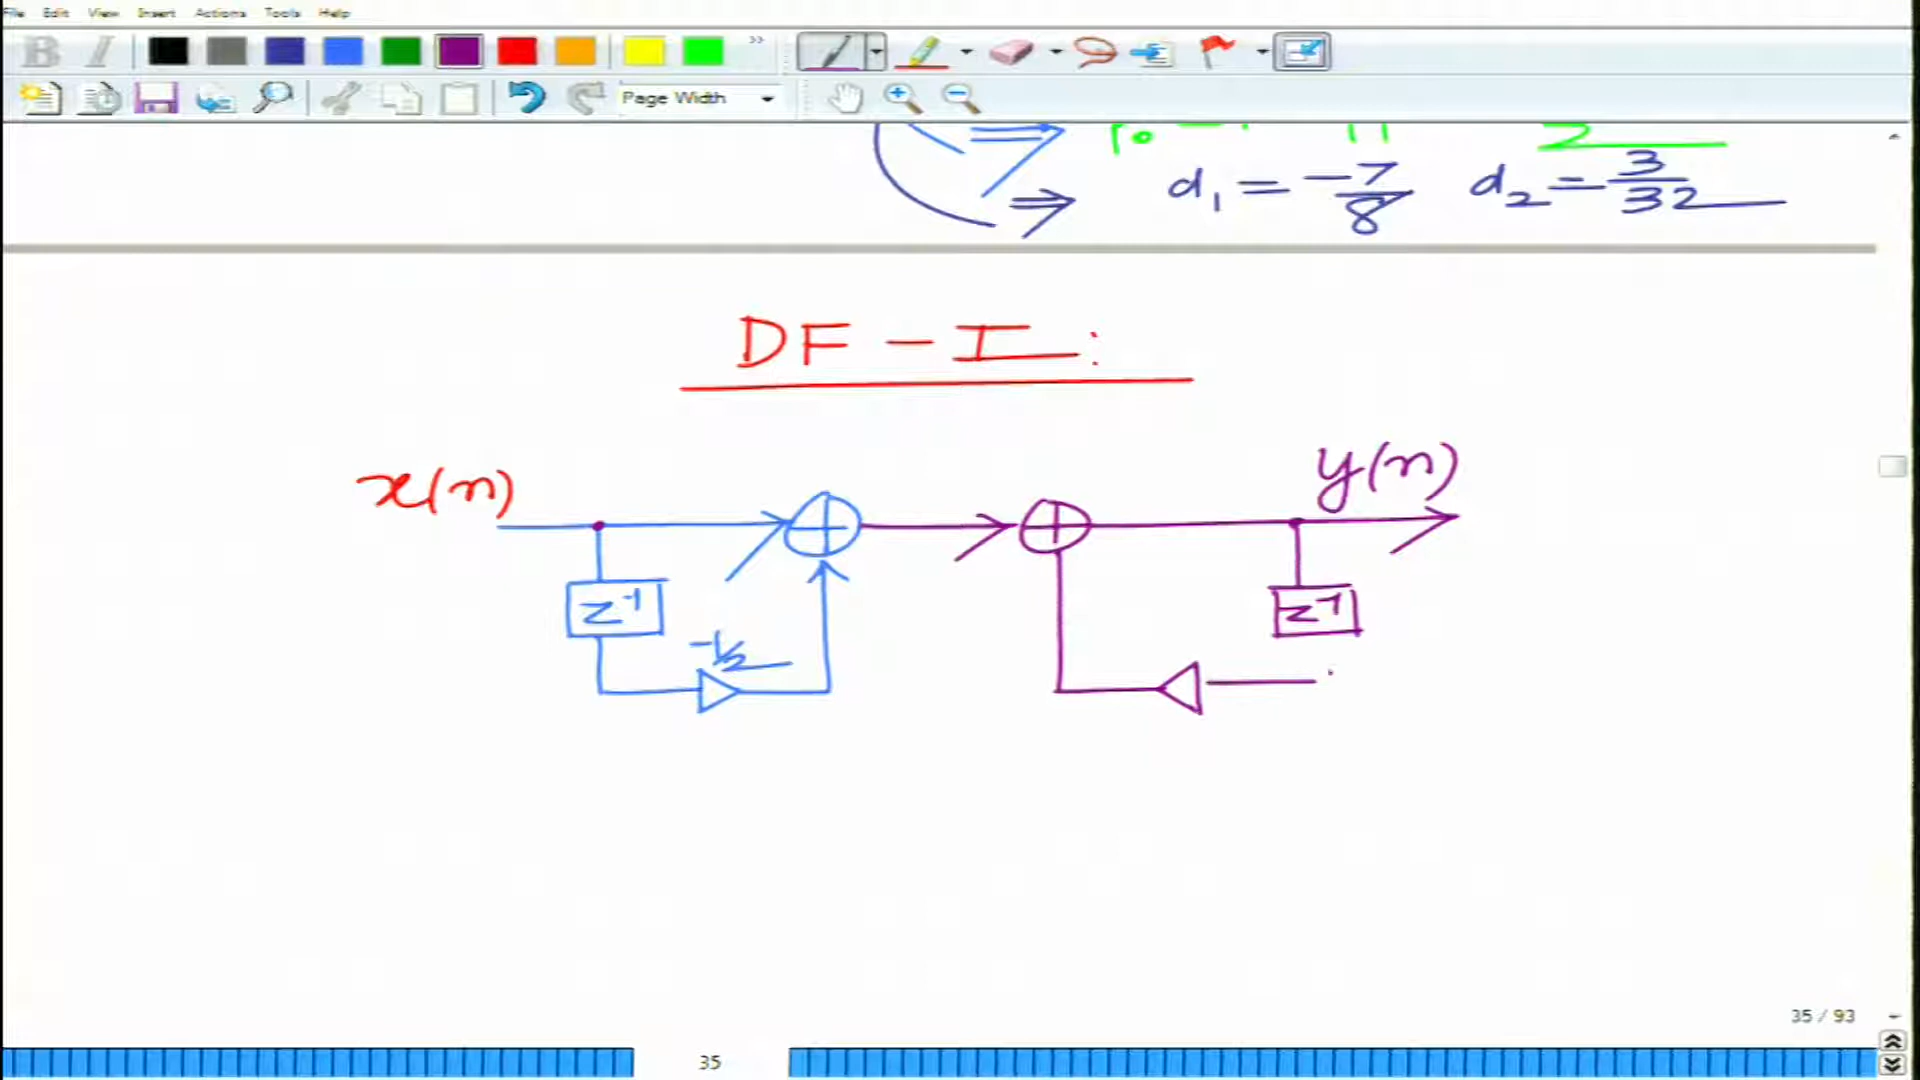 File Edit View Insert Actions Tools Help
B I
Page Width
d₁ = -7/8 d₂ = 3/32
DF - I :
x(n)
y(n)
z⁻¹
z⁻¹
-1/2
35 / 93
35